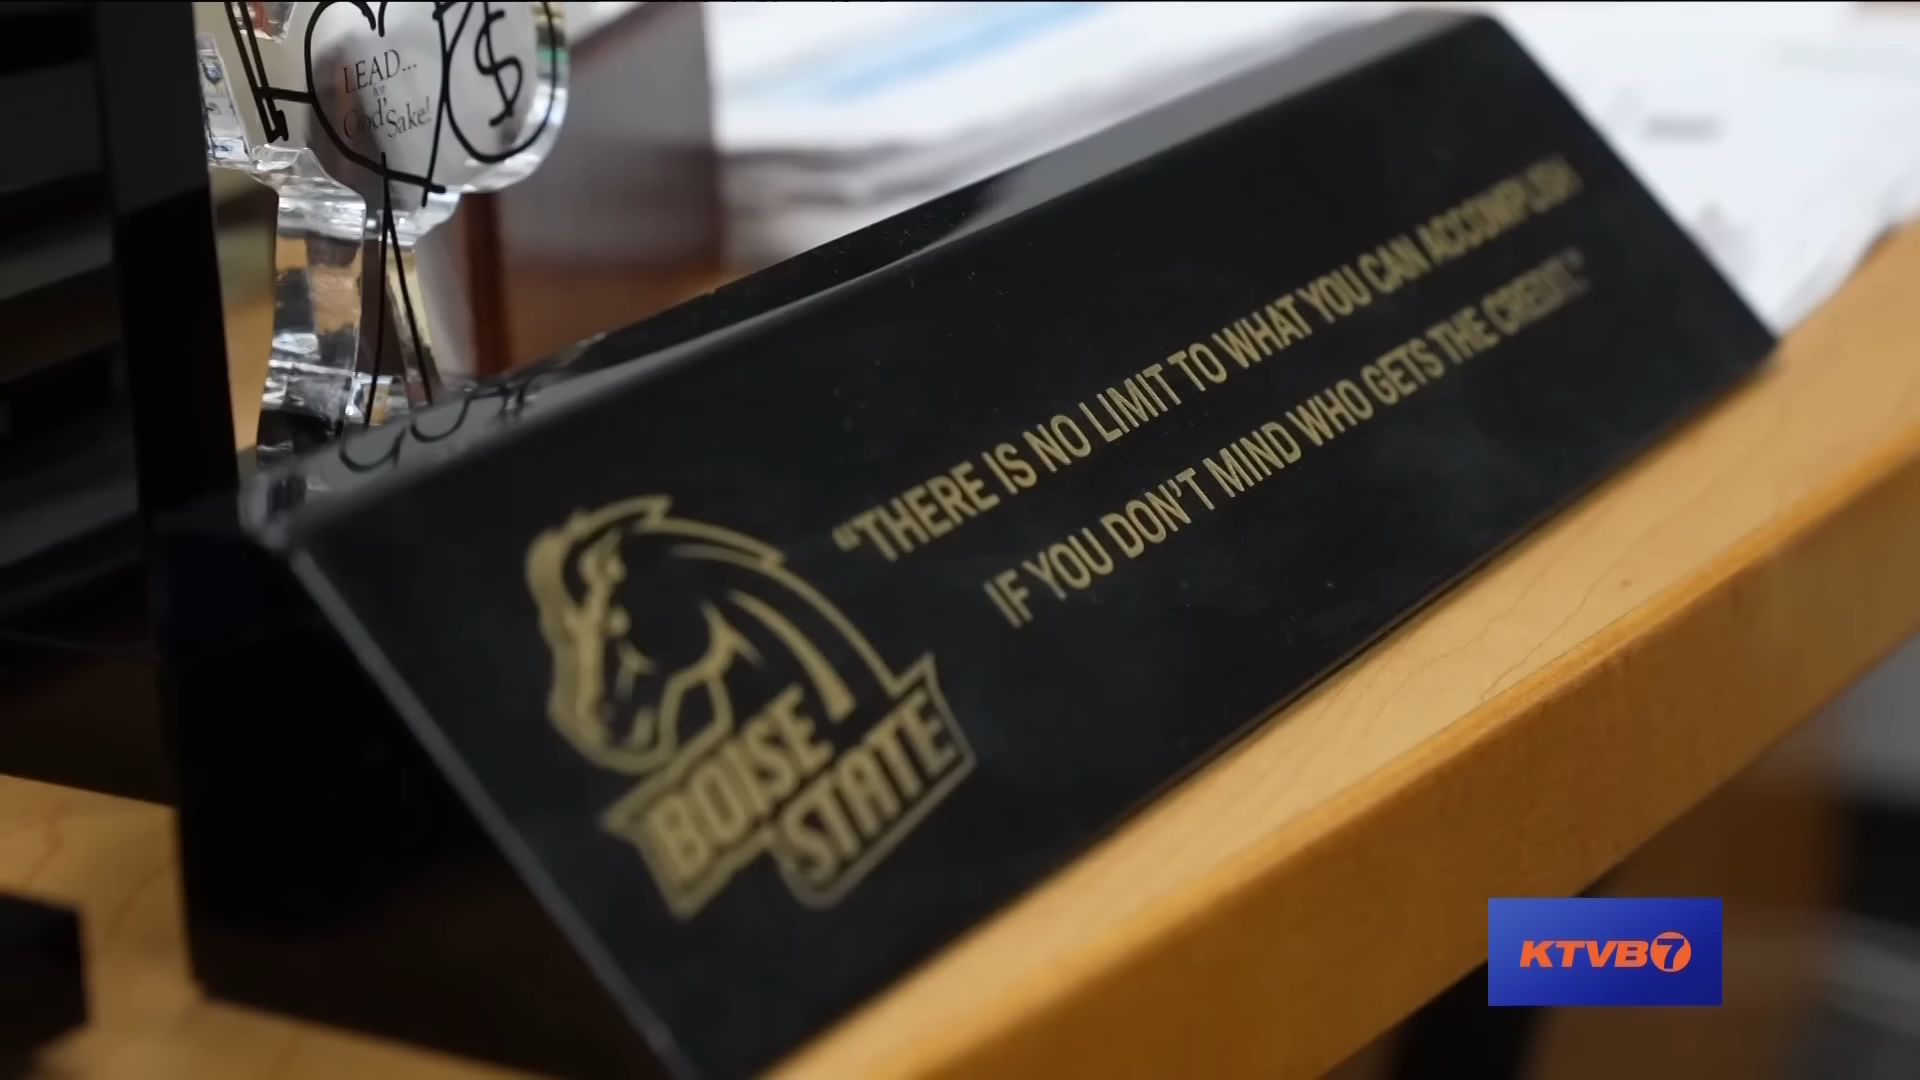 LEAD...
for
God's Sake!
$
“THERE IS NO LIMIT TO WHAT YOU CAN ACCOMPLISH
IF YOU DON'T MIND WHO GETS THE CREDIT.”
BOISE
STATE
KTVB7